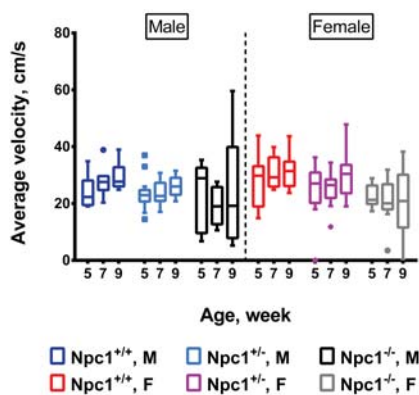 Male Female
Average velocity, cm/s
80
60
40
20
0
5 7 9 5 7 9 5 7 9 5 7 9 5 7 9 5 7 9
Age, week
Npc1+/+, M Npc1+/-, M Npc1-/-, M
Npc1+/+, F Npc1+/-, F Npc1-/-, F